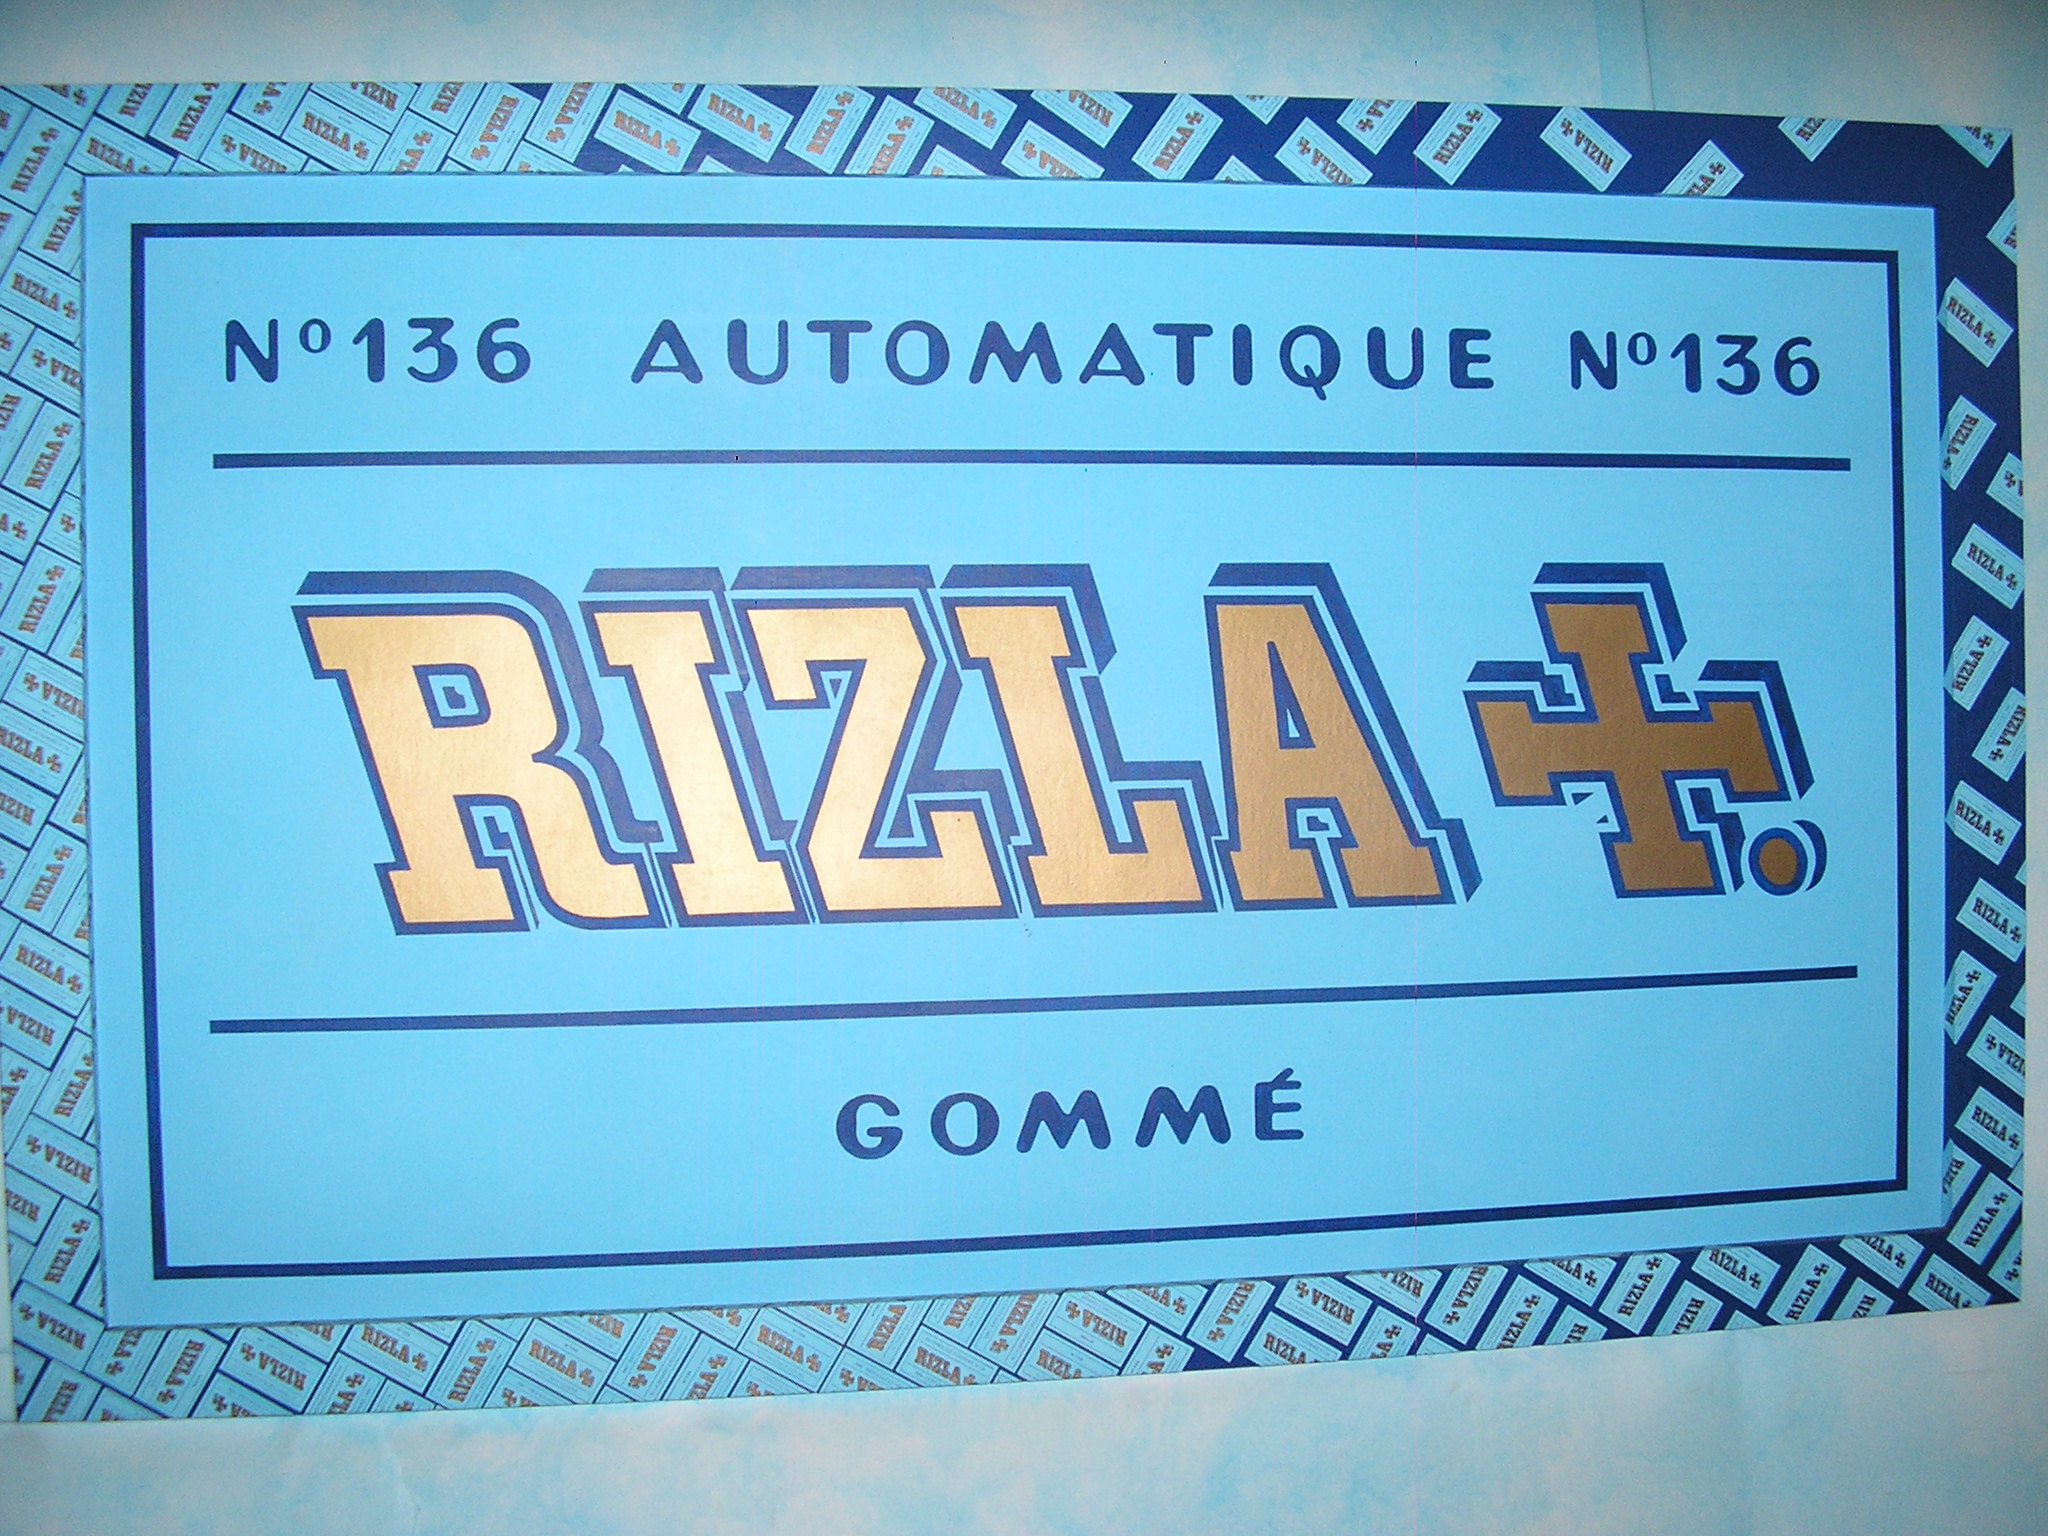 Nº136 AUTOMATIQUE Nº136
RIZLA +.
GOMMÉ